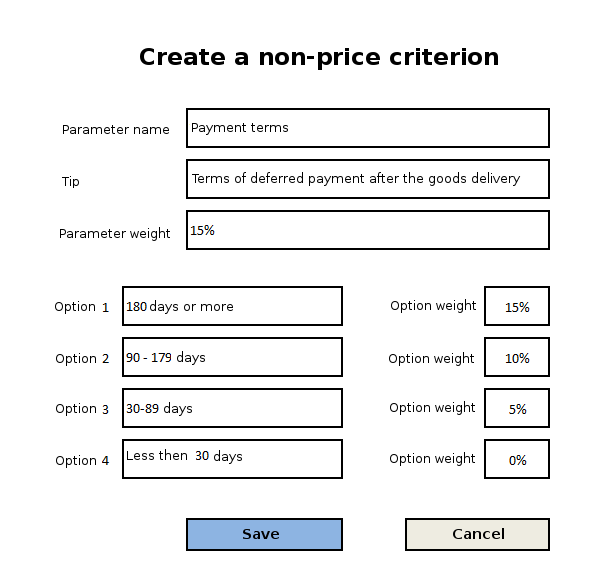 Create a non-price criterion
Parameter name Payment terms
Tip Terms of deferred payment after the goods delivery
Parameter weight 15%
Option 1 180 days or more Option weight 15%
Option 2 90 - 179 days Option weight 10%
Option 3 30-89 days Option weight 5%
Option 4 Less then 30 days Option weight 0%
Save Cancel